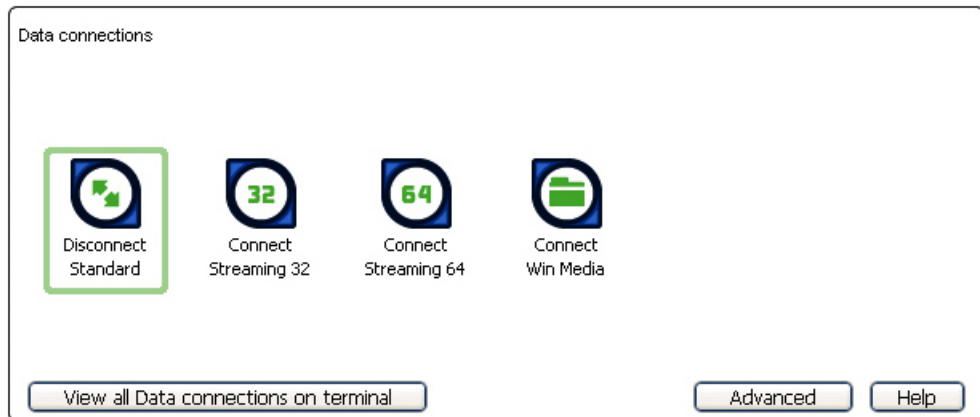 Data connections
32
64
Disconnect
Standard
Connect
Streaming 32
Connect
Streaming 64
Connect
Win Media
View all Data connections on terminal
Advanced
Help